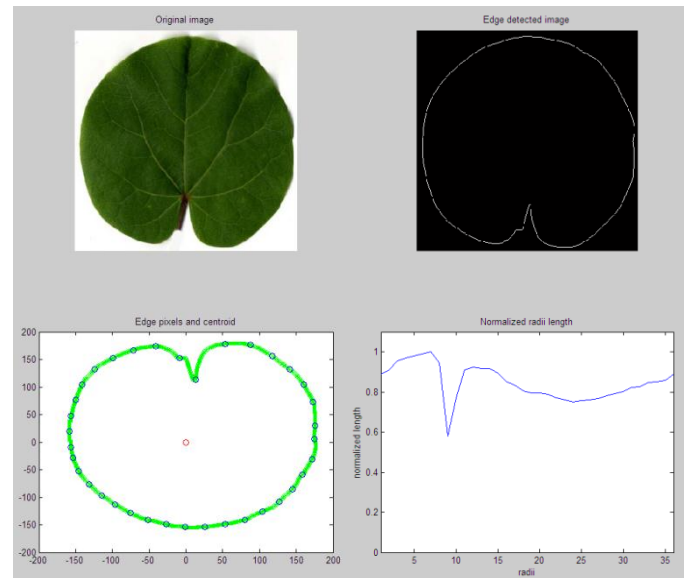 Original image
Edge detected image
Edge pixels and centroid
200
150
100
50
0
-50
-100
-150
-200
-200 -150 -100 -50 0 50 100 150 200
Normalized radii length
normalized length
1
0.8
0.6
0.4
0.2
0
5 10 15 20 25 30 35
radii